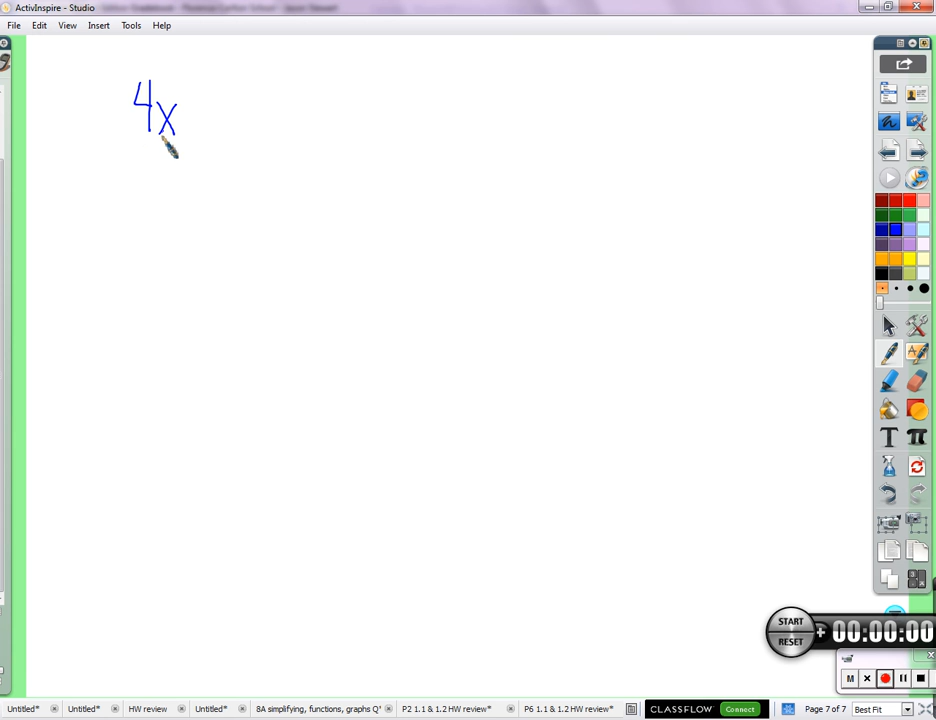 ActivInspire - Studio
File Edit View Insert Tools Help
4x
START
RESET
00:00:00
M
Untitled* Untitled* HW review Untitled* 8A simplifying, functions, graphs Q' P2 1.1 & 1.2 HW review* P6 1.1 & 1.2 HW review* CLASSFLOW Connect Page 7 of 7 Best Fit